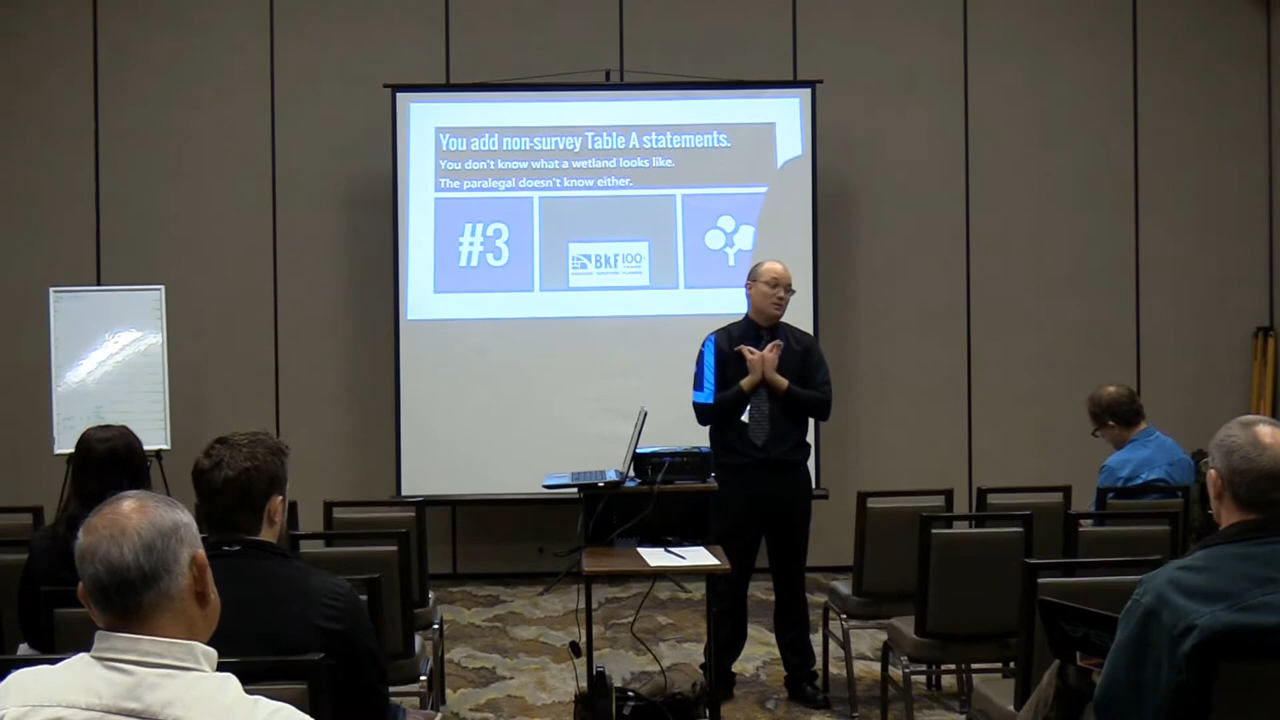 You add non-survey Table A statements.
You don't know what a wetland looks like.
The paralegal doesn't know either.
#3
BKF 100+